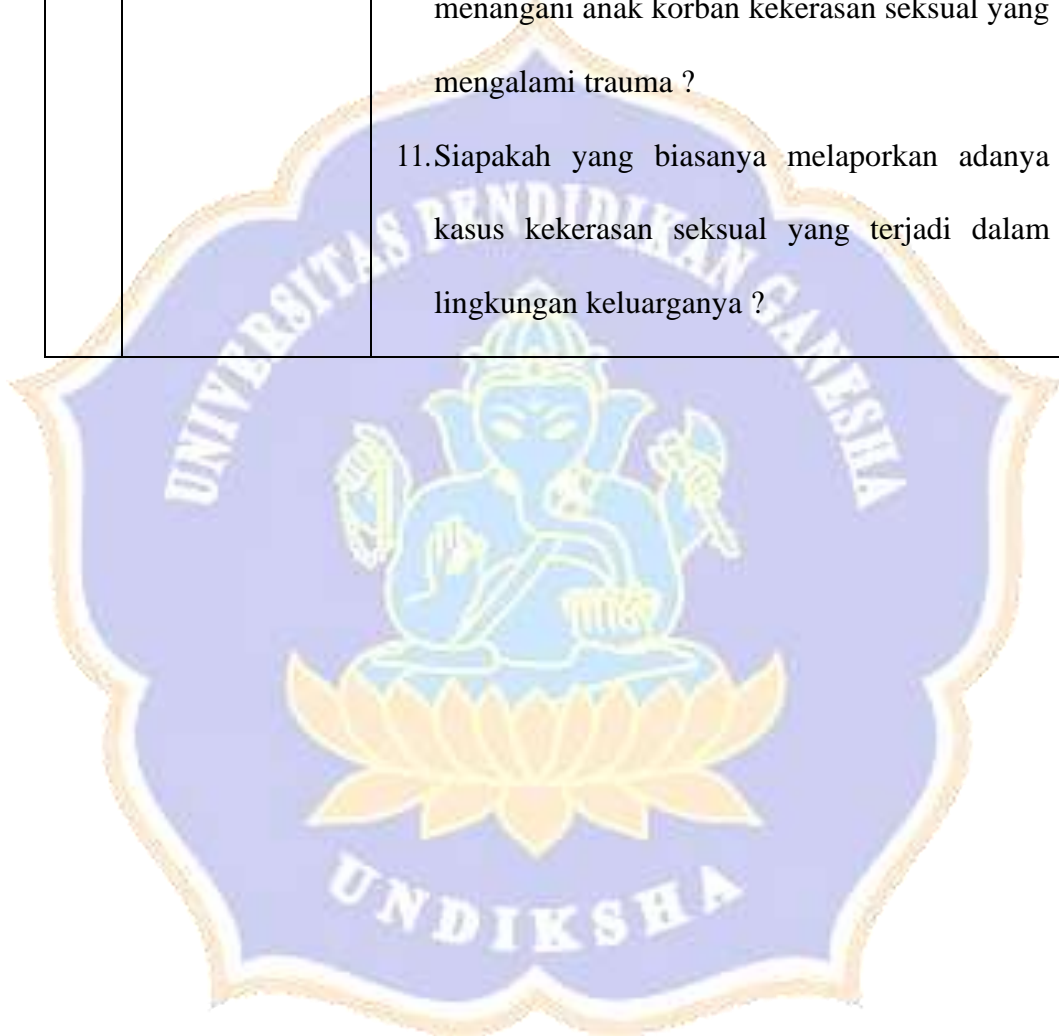 menangani anak korban kekerasan seksual yang
mengalami trauma ?
11.Siapakah yang biasanya melaporkan adanya
kasus kekerasan seksual yang terjadi dalam
lingkungan keluarganya ?
UNIVERSITAS PENDIDIKAN GANESHA
UNDIKSHA